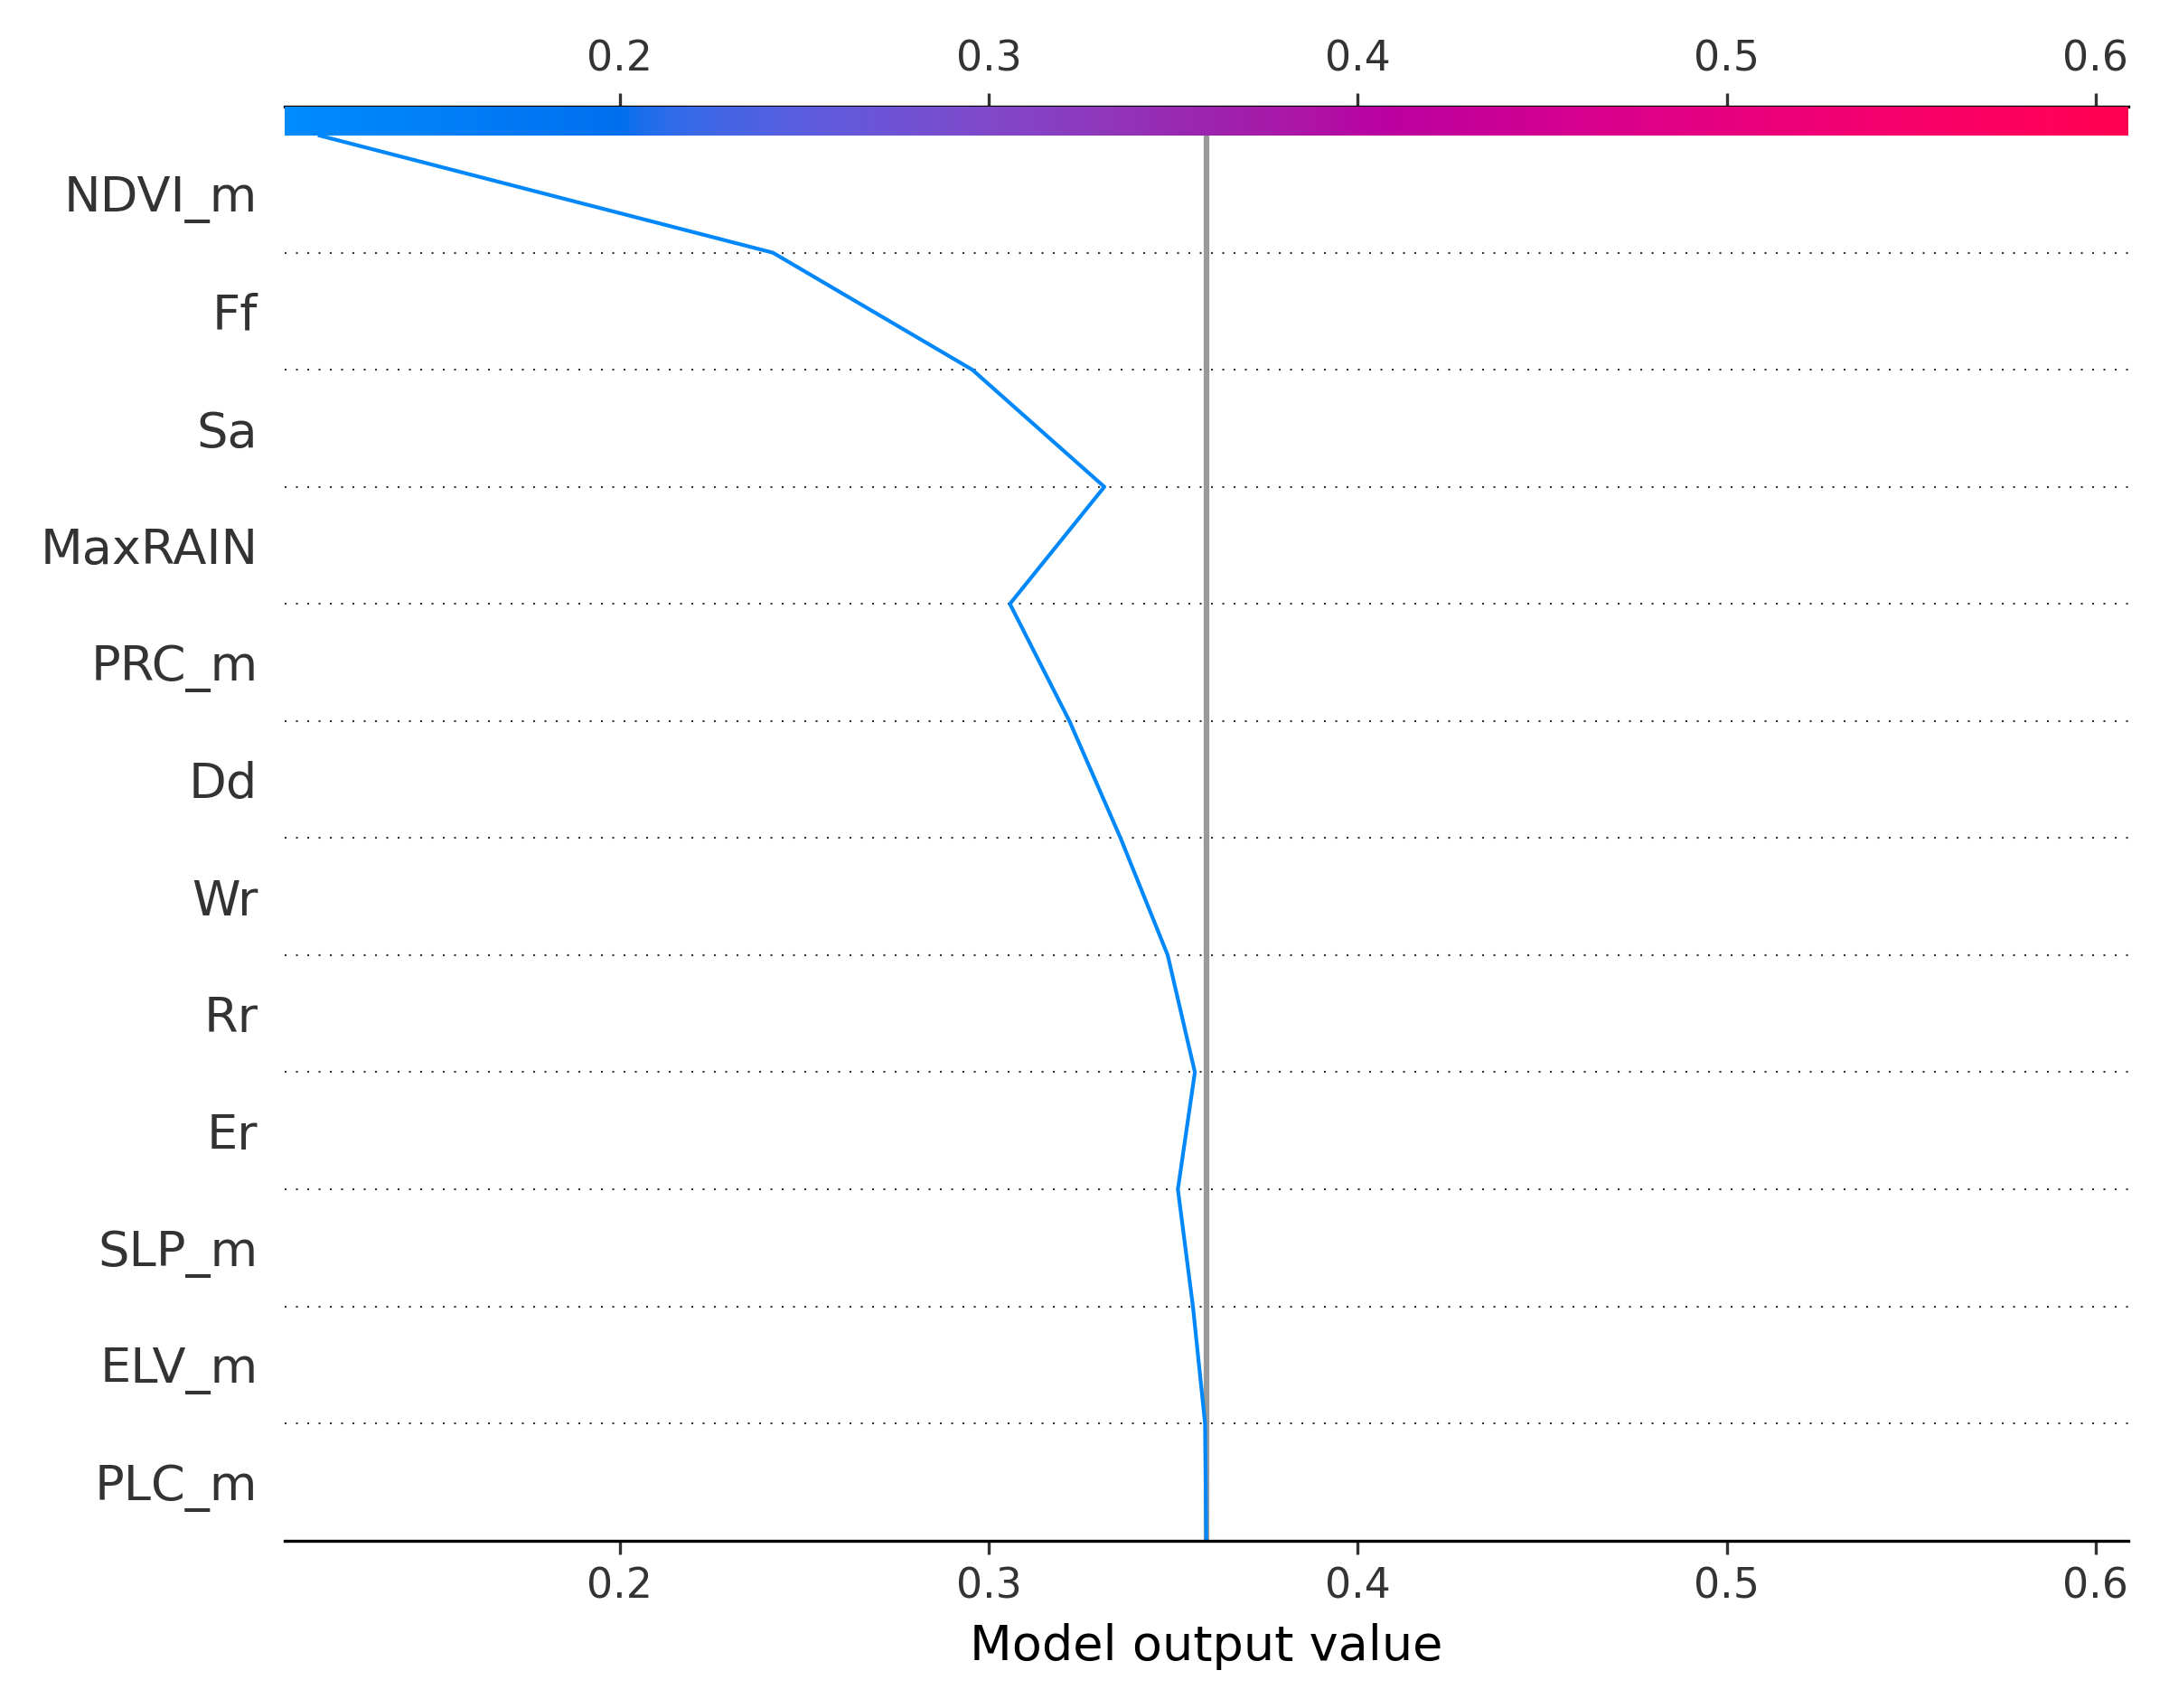 0.2 0.3 0.4 0.5 0.6
NDVI_m
Ff
Sa
MaxRAIN
PRC_m
Dd
Wr
Rr
Er
SLP_m
ELV_m
PLC_m
0.2 0.3 0.4 0.5 0.6
Model output value